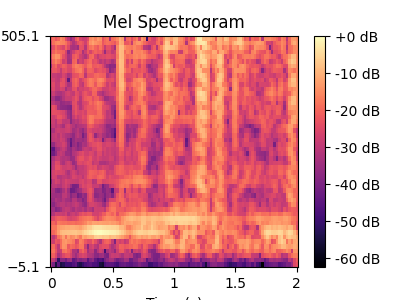 Mel Spectrogram
505.1
−5.1
0
0.5
1
1.5
2
+0 dB
-10 dB
-20 dB
-30 dB
-40 dB
-50 dB
-60 dB